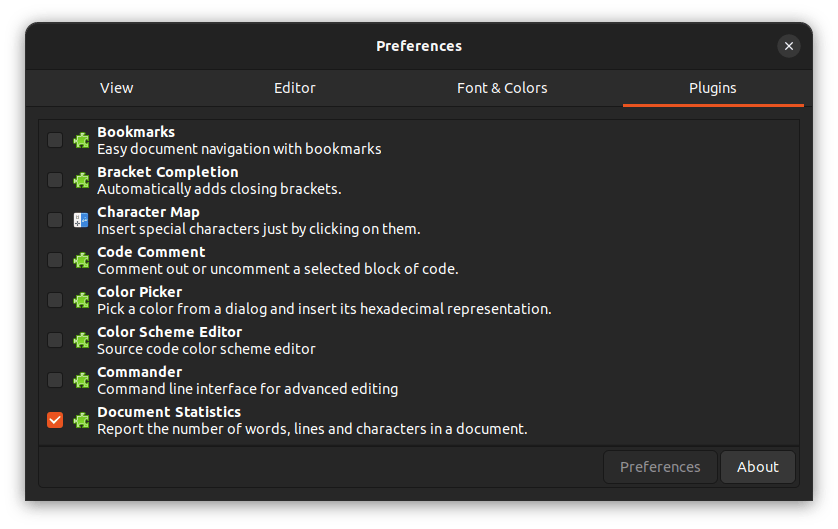 Preferences
View
Editor
Font & Colors
Plugins
Bookmarks
Easy document navigation with bookmarks
Bracket Completion
Automatically adds closing brackets.
Character Map
Insert special characters just by clicking on them.
Code Comment
Comment out or uncomment a selected block of code.
Color Picker
Pick a color from a dialog and insert its hexadecimal representation.
Color Scheme Editor
Source code color scheme editor
Commander
Command line interface for advanced editing
Document Statistics
Report the number of words, lines and characters in a document.
Preferences
About